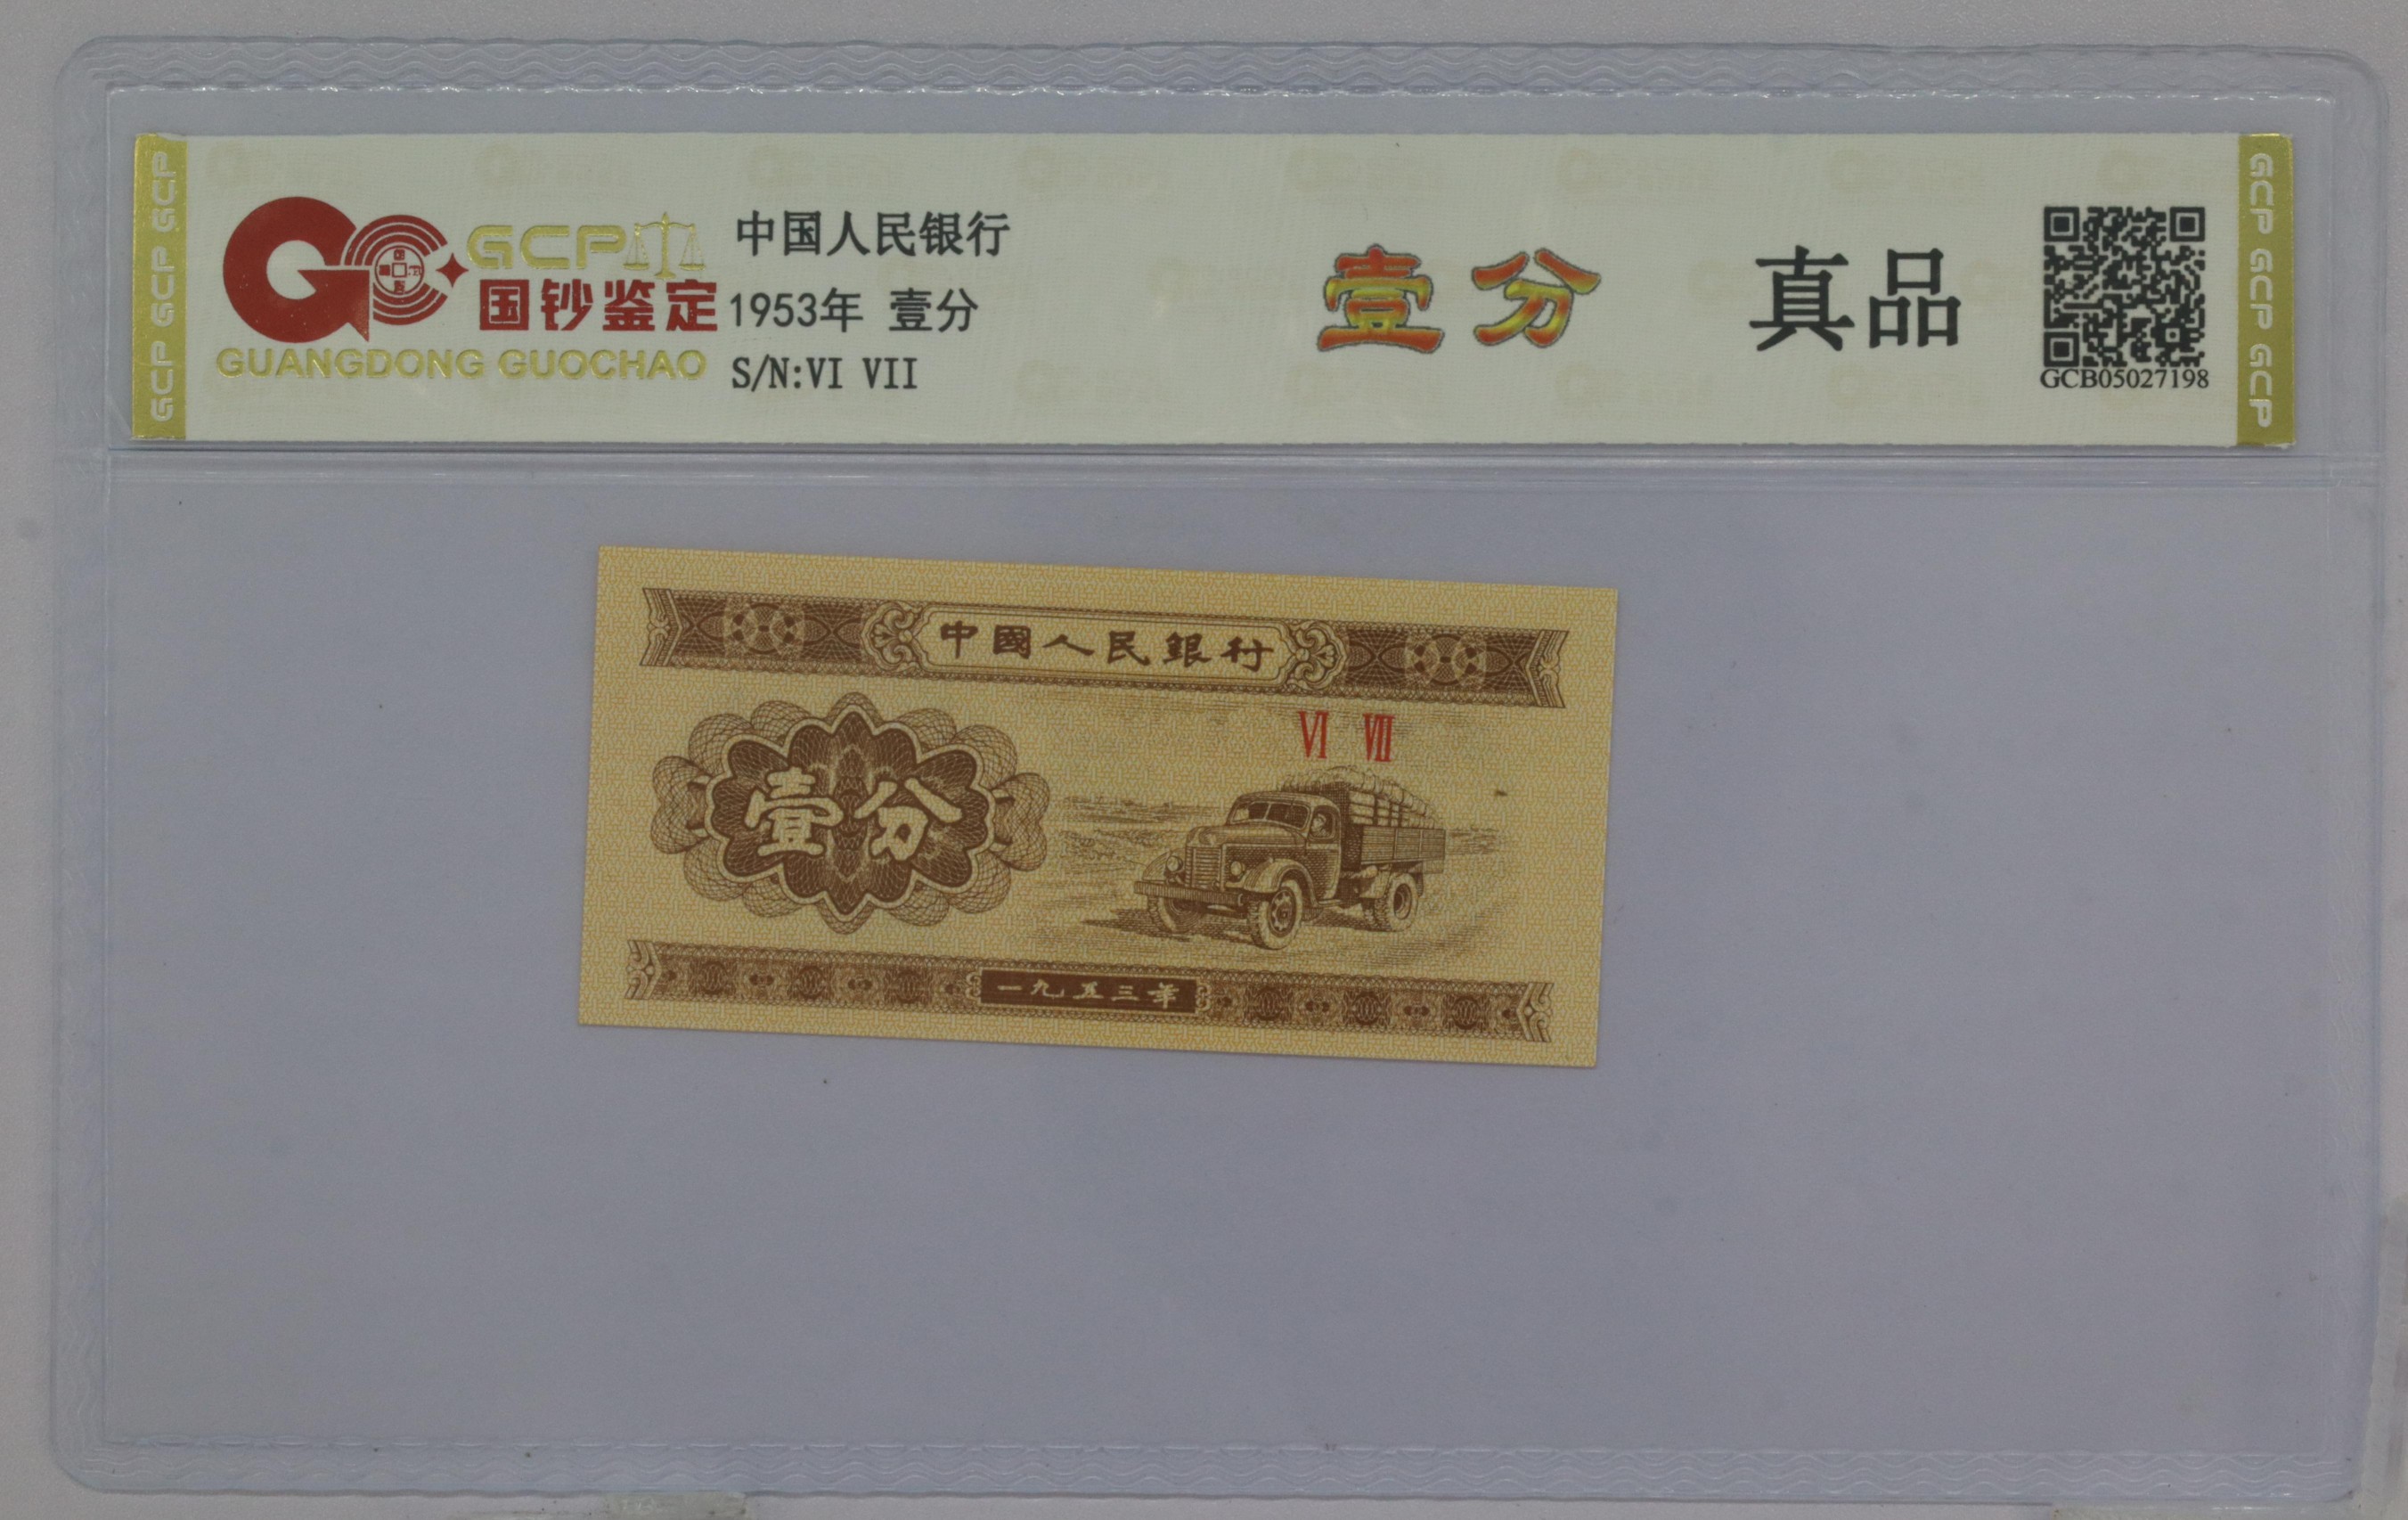 GCP
国钞鉴定
GUANGDONG GUOCHAO
中国人民银行
1953年 壹分
S/N:VI VII
壹分
真品
GCB05027198
GCP GCP GCP
GCP GCP GCP
中國人民銀行
VI VII
壹分
一九五三年